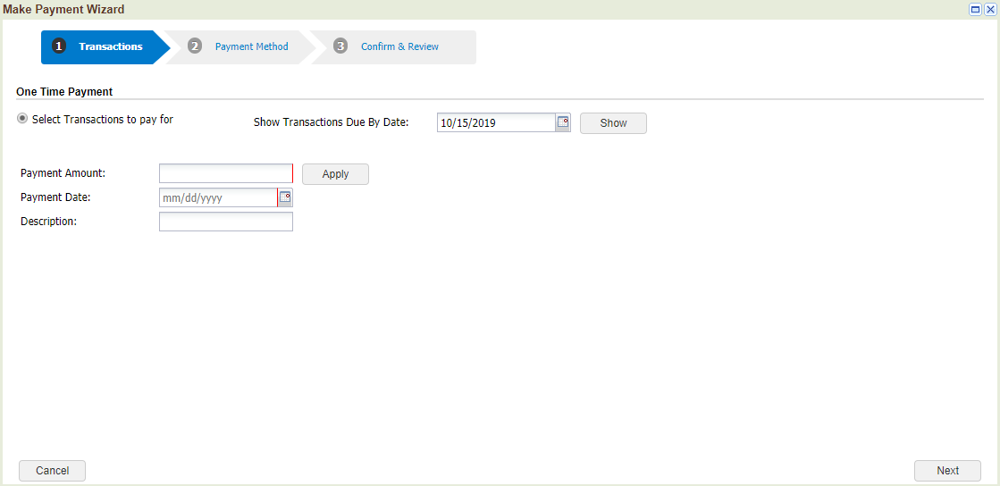 Make Payment Wizard
1 Transactions 2 Payment Method 3 Confirm & Review
One Time Payment
Select Transactions to pay for Show Transactions Due By Date: 10/15/2019 Show
Payment Amount: Apply
Payment Date: mm/dd/yyyy
Description:
Cancel Next